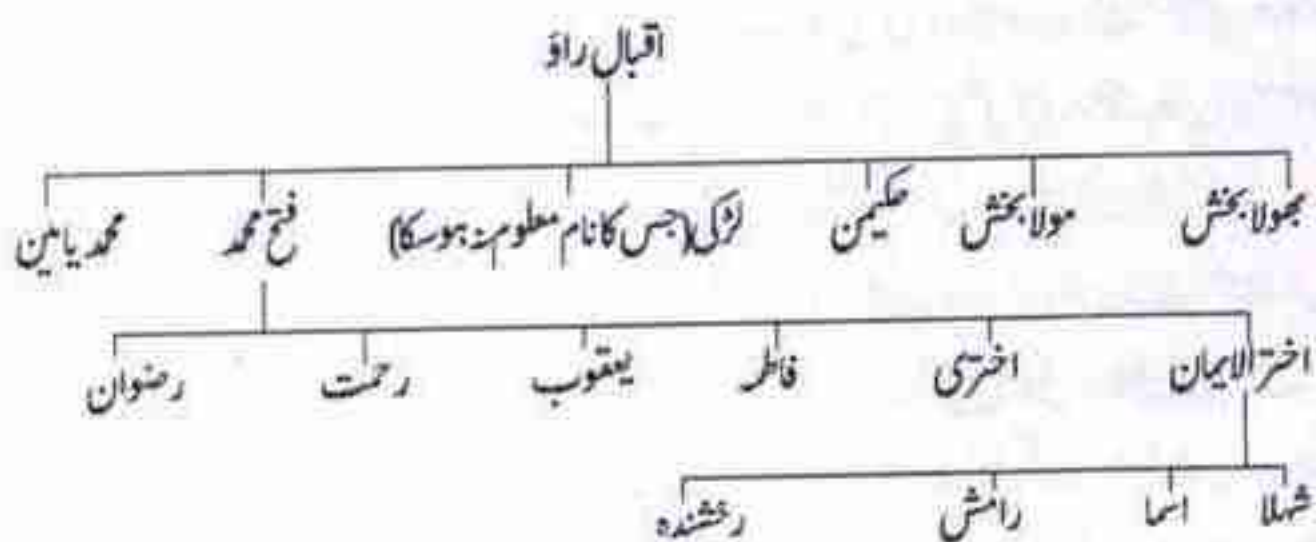 اقبال راؤ
بھولا بخش مولا بخش حکیمن لڑکی (جس کا نام معلوم نہ ہوسکا) فتح محمد محمد یامین
اختر الایمان اختری فاطر یعقوب رحمت رضوان
شہلا اسما رامش رخشندہ